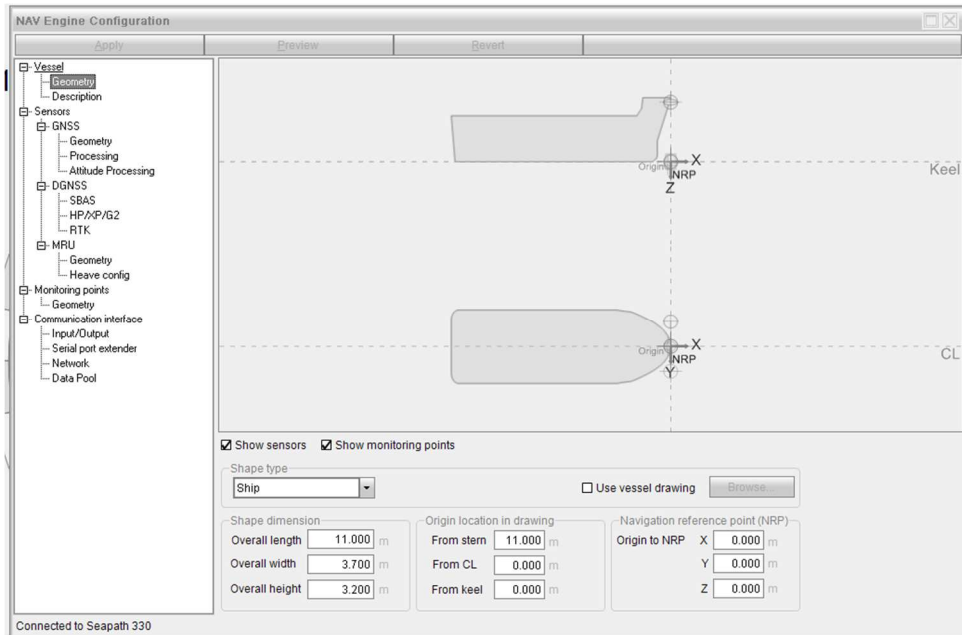 NAV Engine Configuration
Apply Preview Revert
Vessel
Geometry
Description
Sensors
GNSS
Geometry
Processing
Attitude Processing
DGNSS
SBAS
HP/XP/G2
RTK
MRU
Geometry
Heave config
Monitoring points
Geometry
Communication interface
Input/Output
Serial port extender
Network
Data Pool
Origin X
NRP
Z
Keel
Origin X
NRP
Y
CL
Show sensors Show monitoring points
Shape type
Ship Use vessel drawing Browse...
Shape dimension Origin location in drawing Navigation reference point (NRP)
Overall length 11.000 m From stern 11.000 m Origin to NRP X 0.000 m
Overall width 3.700 m From CL 0.000 m Y 0.000 m
Overall height 3.200 m From keel 0.000 m Z 0.000 m
Connected to Seapath 330